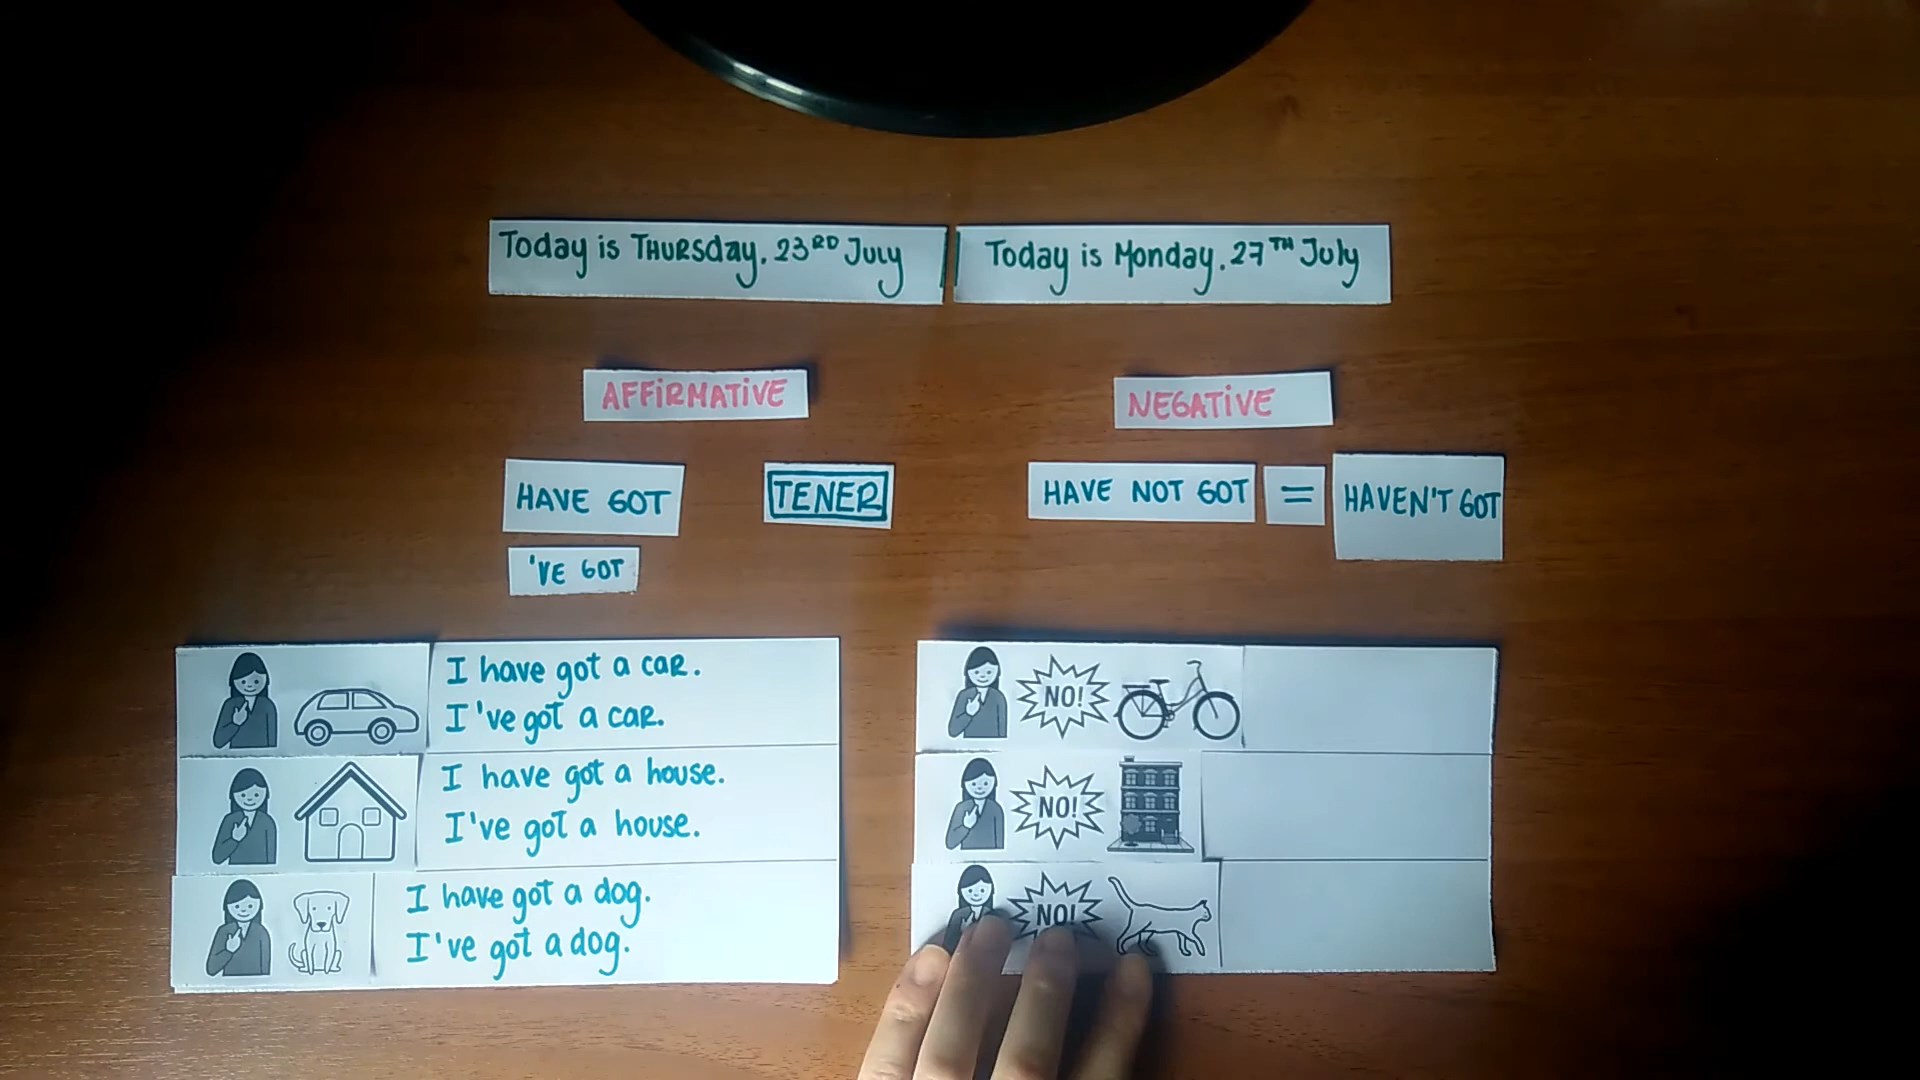 Today is THURSday, 23RD July
Today is Monday, 27TH July
AFFiRMATiVE
NEGATiVE
HAVE GOT
TENER
HAVE NOT GOT
=
HAVEN'T GOT
'VE GOT
I have got a caR.
I've got a caR.
I have got a house.
I've got a house.
I have got a dog.
I've got a dog.
NO!
NO!
NO!